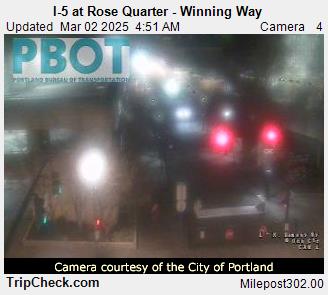 I-5 at Rose Quarter - Winning Way
Updated Mar 02 2025 4:51 AM Camera 4
PBOT
PORTLAND BUREAU OF TRANSPORTATION
Camera courtesy of the City of Portland
TripCheck.com Milepost302.00